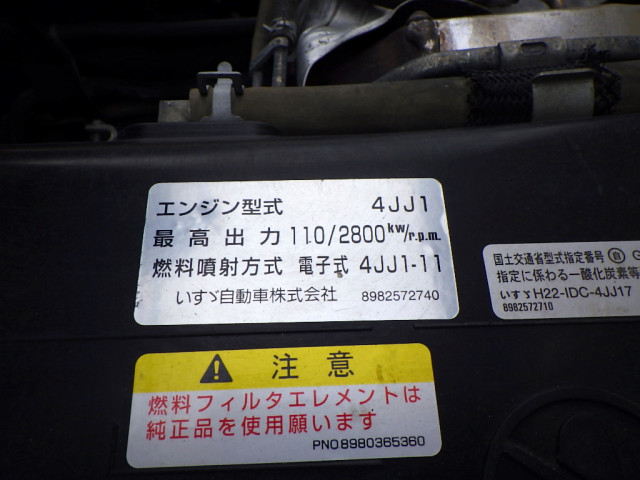 エンジン型式 4JJ1
最高出力 110/2800 kw/r.p.m.
燃料噴射方式 電子式 4JJ1-11
いすゞ自動車株式会社 8982572740
国土交通省型式指定番号 Ⓑ
指定に係わる一酸化炭素等
いすゞH22-IDC-4JJ17
8982572710
注意
燃料フィルタエレメントは
純正品を使用願います
PNO8980365360